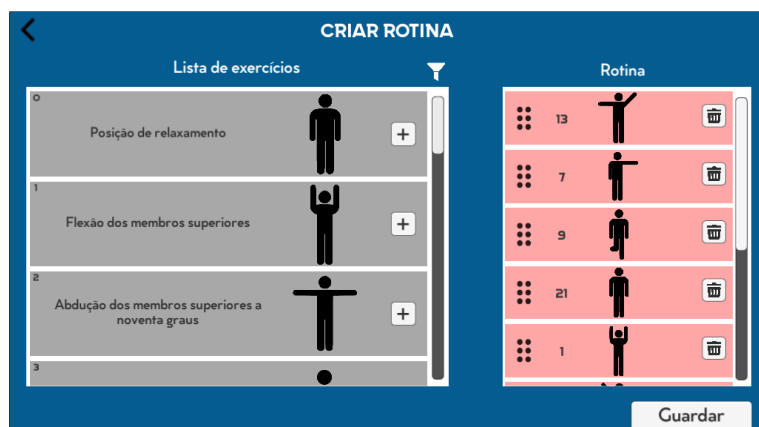 CRIAR ROTINA
Lista de exercícios
Rotina
0
Posição de relaxamento
+
1
Flexão dos membros superiores
+
2
Abdução dos membros superiores a
noventa graus
+
3
13
7
9
21
1
Guardar